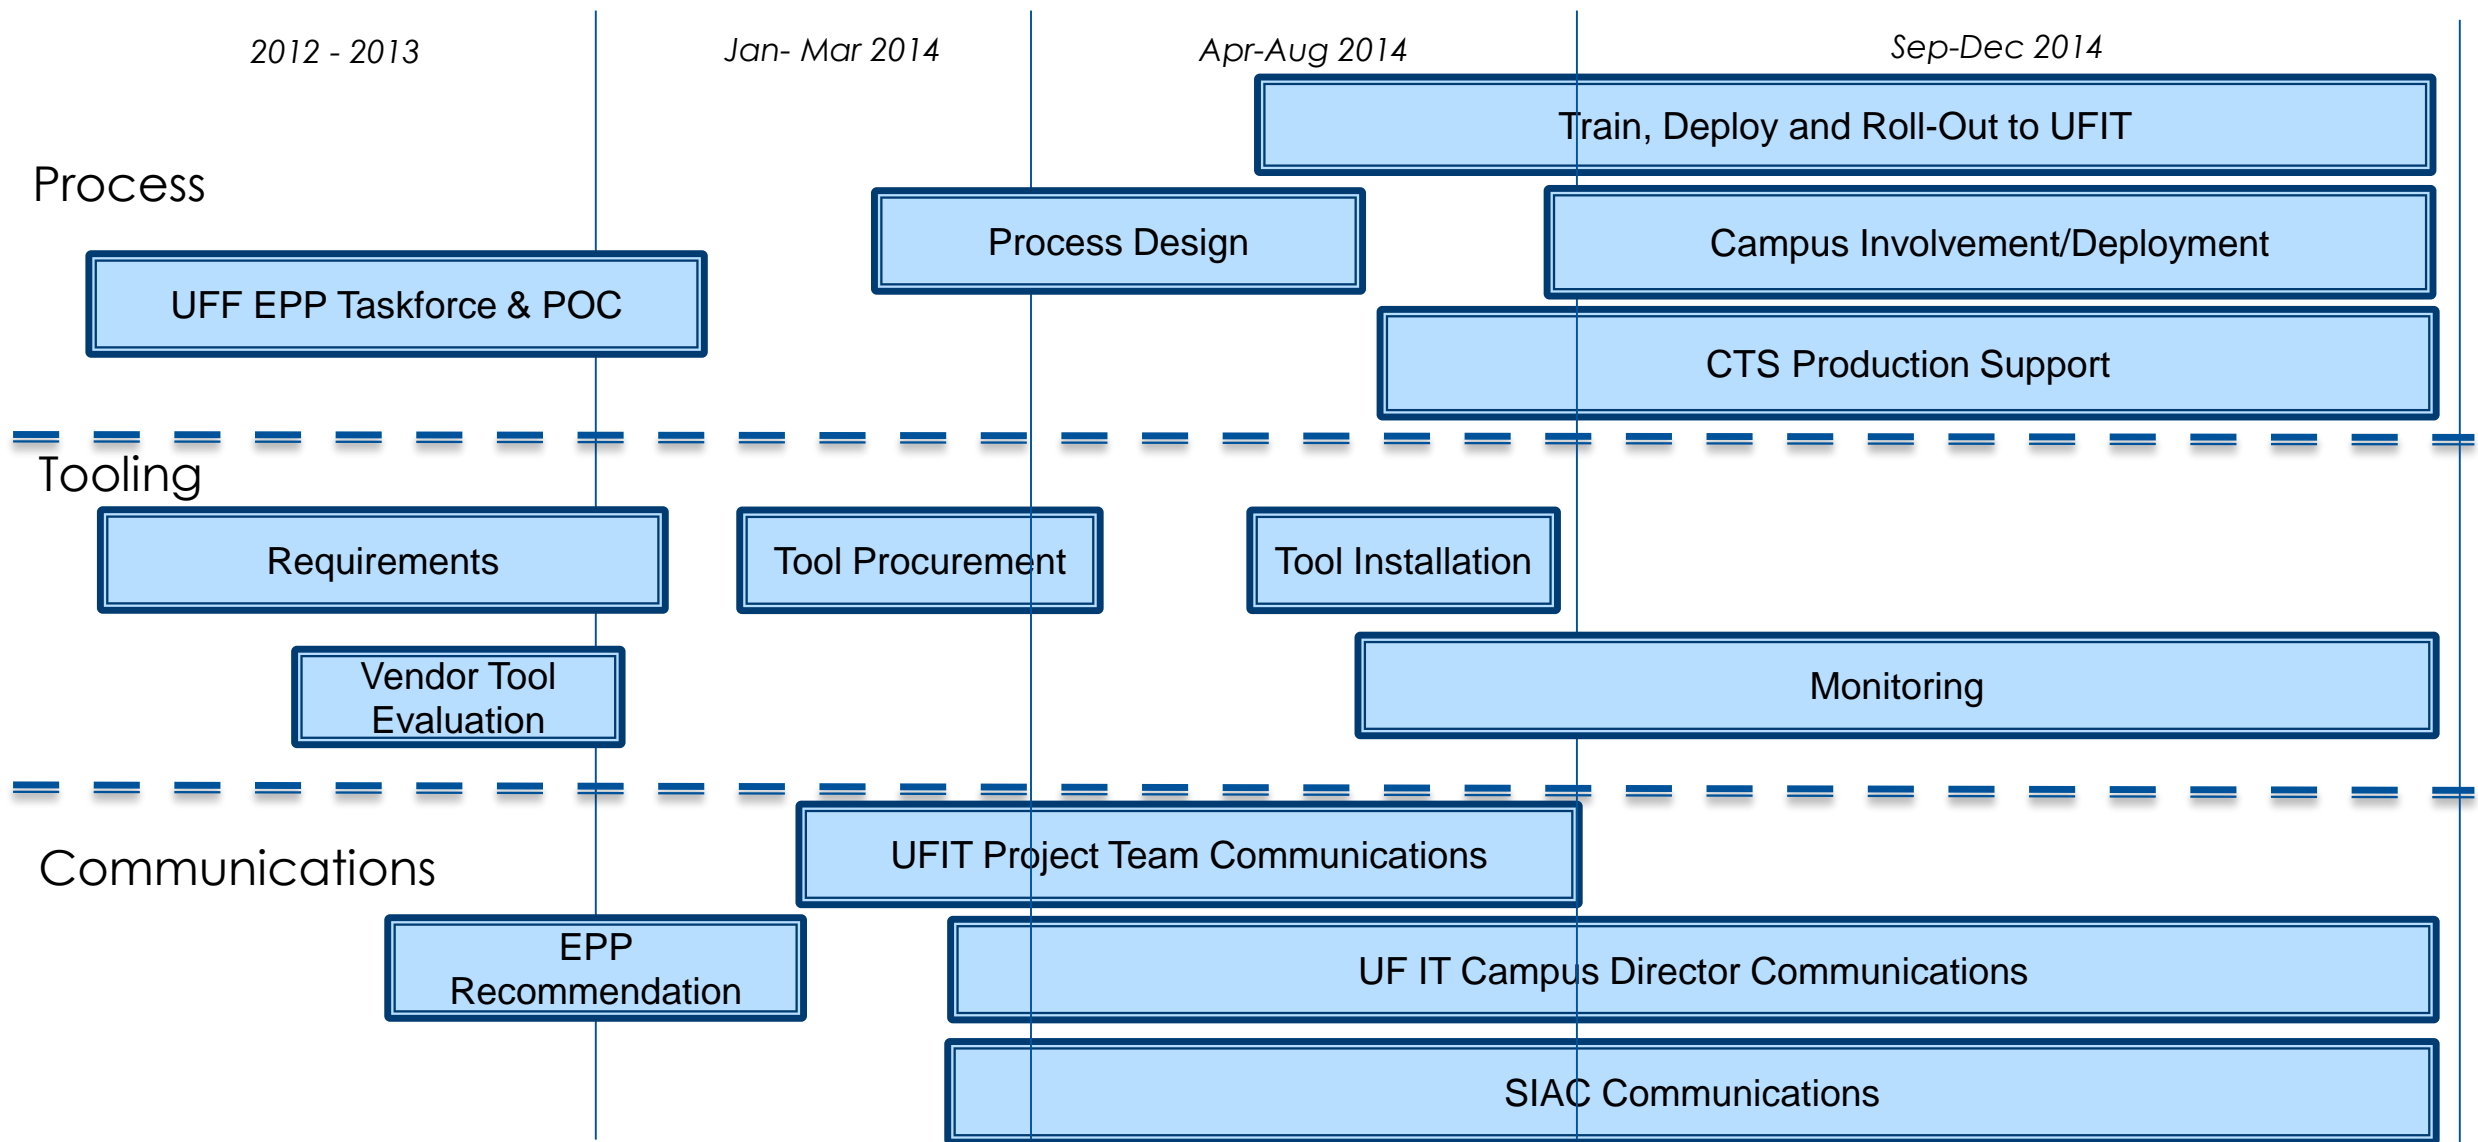 2012 - 2013
Jan- Mar 2014
Apr-Aug 2014
Sep-Dec 2014
Train, Deploy and Roll-Out to UFIT
Process
Process Design
Campus Involvement/Deployment
UFF EPP Taskforce & POC
CTS Production Support
Tooling
Requirements
Tool Procurement
Tool Installation
Vendor Tool
Evaluation
Monitoring
UFIT Project Team Communications
Communications
EPP
Recommendation
UF IT Campus Director Communications
SIAC Communications